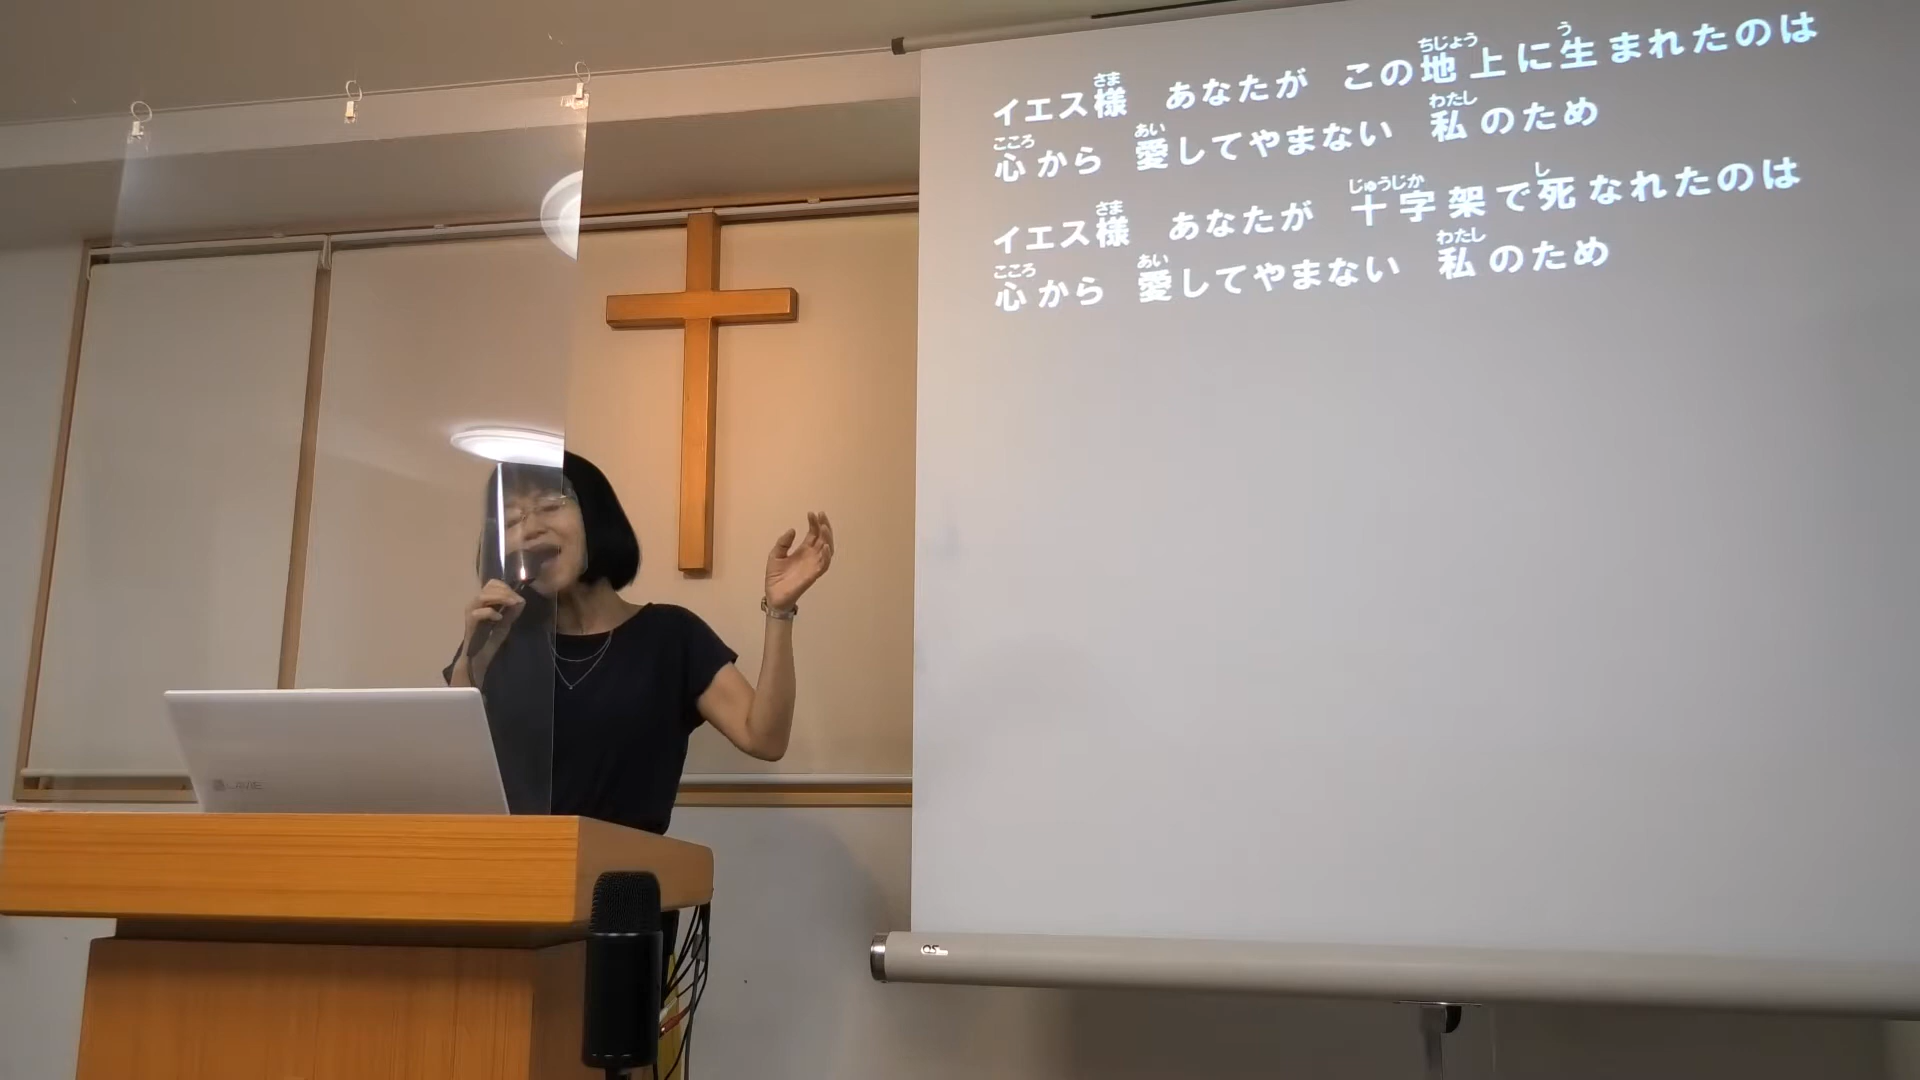 イエス様　あなたが　この地上に生まれたのは
心から　愛してやまない　私のため
イエス様　あなたが　十字架で死なれたのは
心から　愛してやまない　私のため
LAVIE